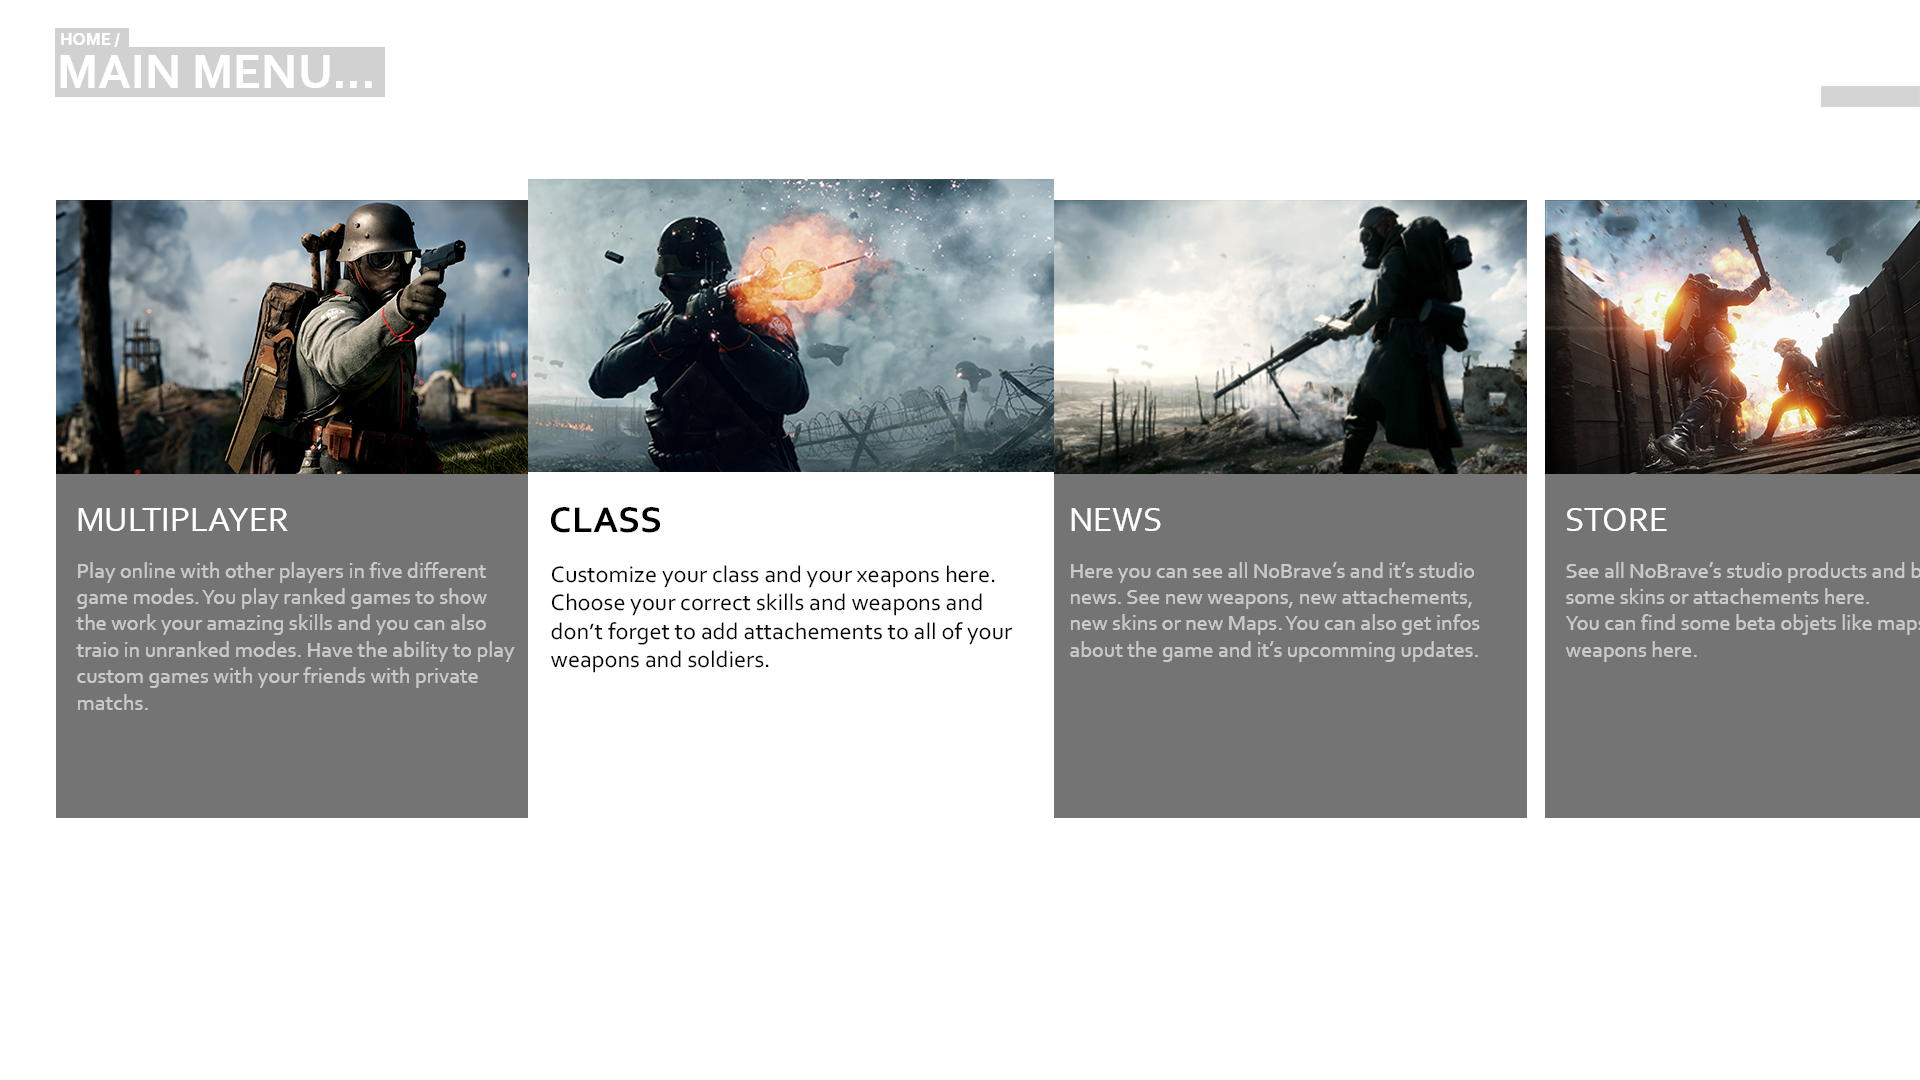 HOME /
MAIN MENU...
MULTIPLAYER
Play online with other players in five different
game modes. You play ranked games to show
the work your amazing skills and you can also
traio in unranked modes. Have the ability to play
custom games with your friends with private
matchs.
CLASS
Customize your class and your xeapons here.
Choose your correct skills and weapons and
don’t forget to add attachements to all of your
weapons and soldiers.
NEWS
Here you can see all NoBrave’s and it’s studio
news. See new weapons, new attachements,
new skins or new Maps. You can also get infos
about the game and it’s upcomming updates.
STORE
See all NoBrave’s studio products and
some skins or attachements here.
You can find some beta objets like maps
weapons here.